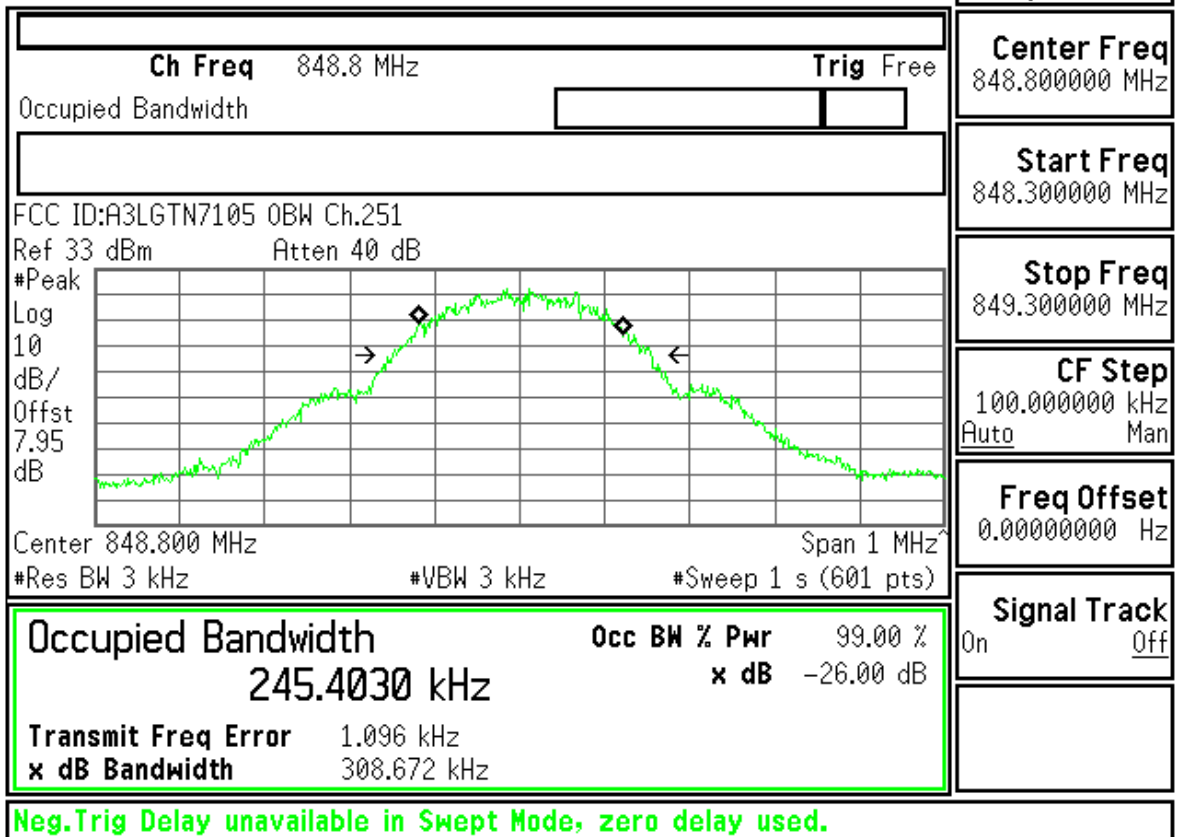 Ch Freq 848.8 MHz Trig Free
Occupied Bandwidth
FCC ID:A3LGTN7105 OBW Ch.251
Ref 33 dBm Atten 40 dB
#Peak
Log
10
dB/
Offst
7.95
dB
Center 848.800 MHz Span 1 MHz^
#Res BW 3 kHz #VBW 3 kHz #Sweep 1 s (601 pts)
Occupied Bandwidth
245.4030 kHz
Occ BW % Pwr 99.00 %
x dB -26.00 dB
Transmit Freq Error 1.096 kHz
x dB Bandwidth 308.672 kHz
Neg.Trig Delay unavailable in Swept Mode, zero delay used.
Center Freq
848.800000 MHz
Start Freq
848.300000 MHz
Stop Freq
849.300000 MHz
CF Step
100.000000 kHz
Auto Man
Freq Offset
0.00000000 Hz
Signal Track
On Off